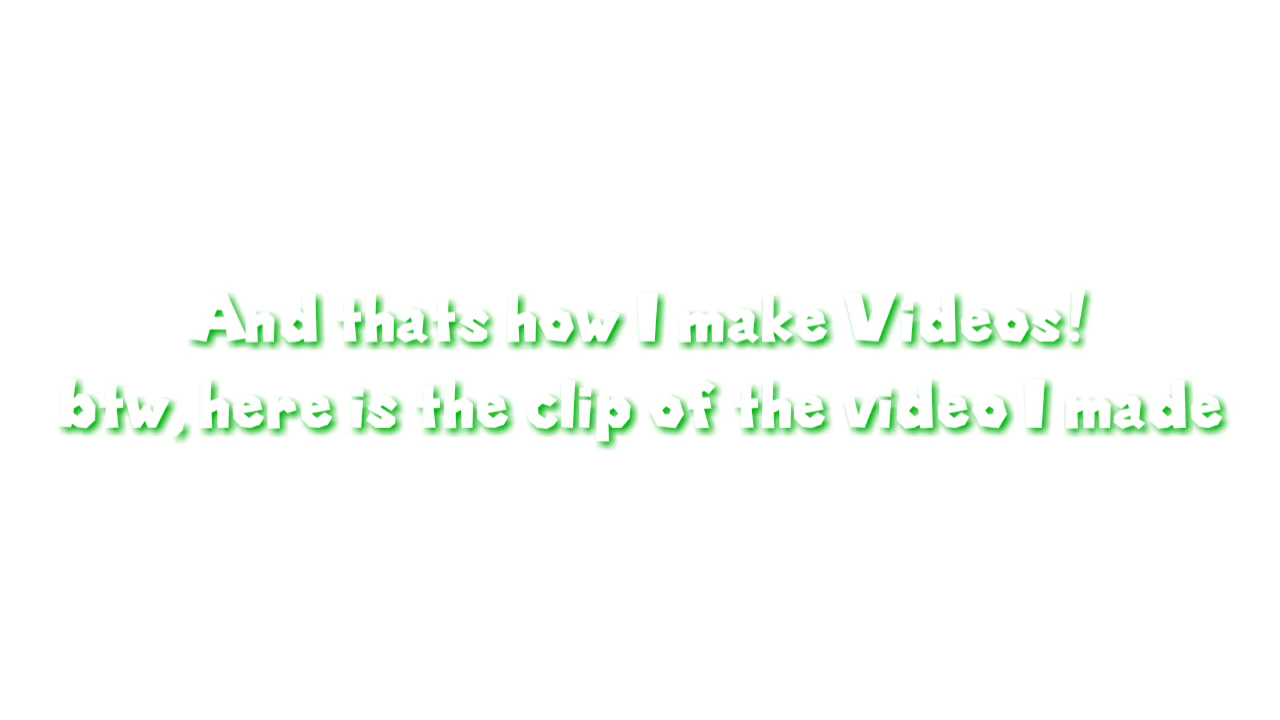 And thats how I make Videos!
btw, here is the clip of the video I made